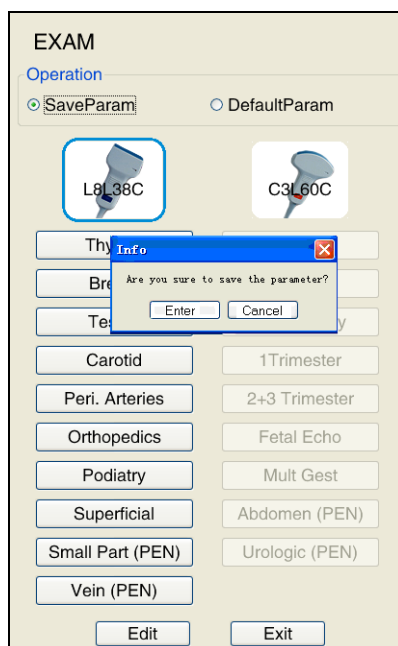 EXAM
Operation
SaveParam
DefaultParam
L8L38C
C3L60C
Info
Are you sure to save the parameter?
Enter
Cancel
Carotid
1Trimester
Peri. Arteries
2+3 Trimester
Orthopedics
Fetal Echo
Podiatry
Mult Gest
Superficial
Abdomen (PEN)
Small Part (PEN)
Urologic (PEN)
Vein (PEN)
Edit
Exit